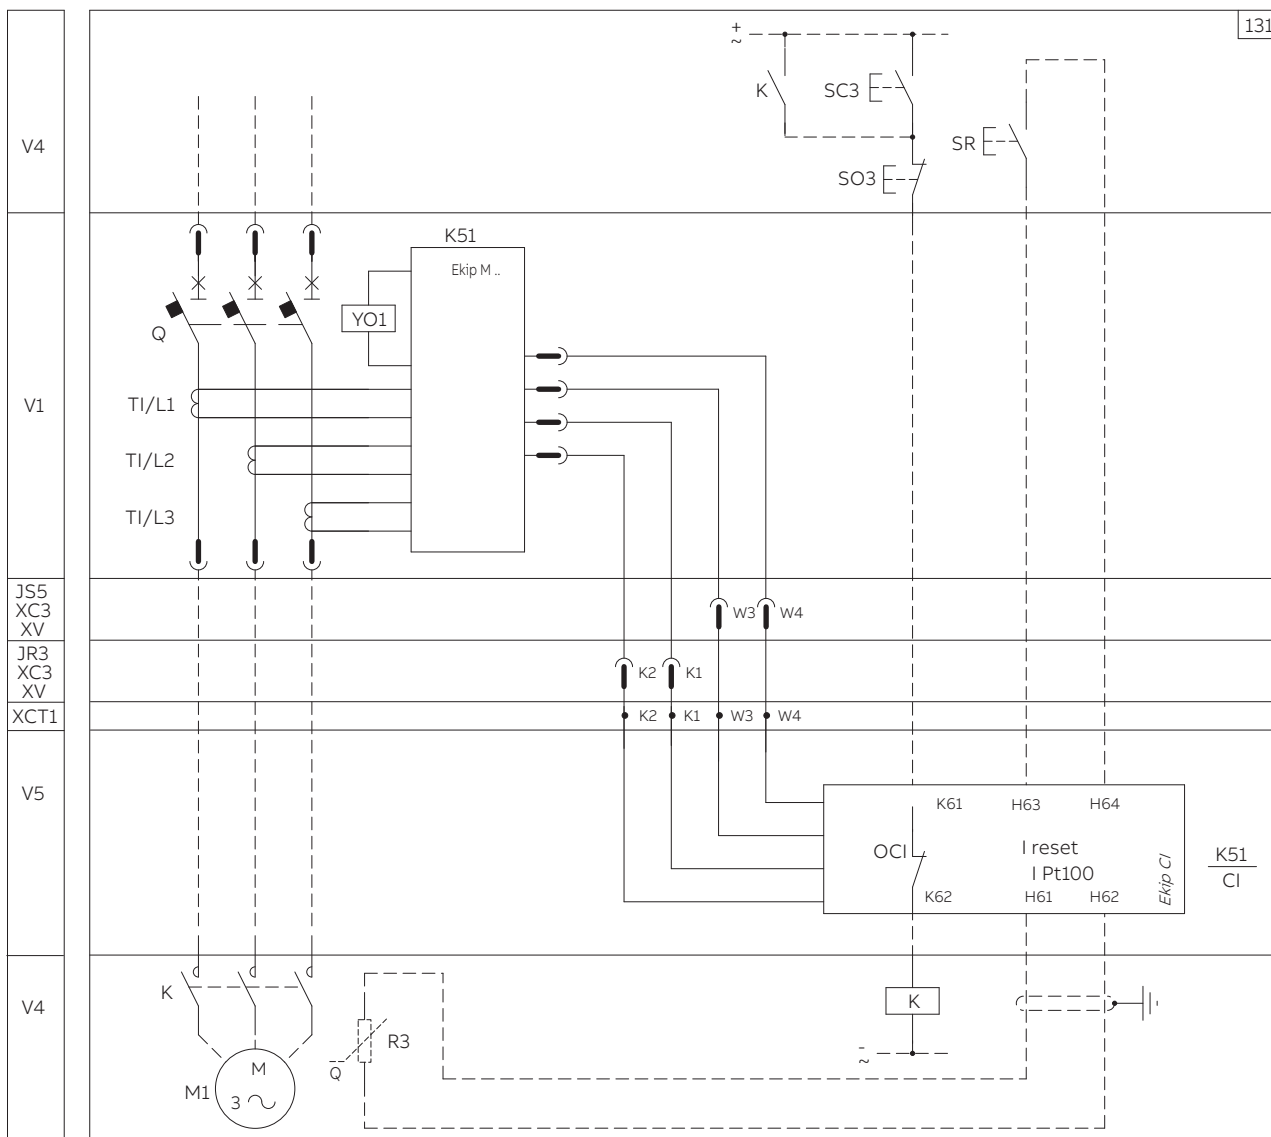 131
+
~
K
SC3
V4
SR
SO3
K51
Ekip M ..
YO1
Q
TI/L1
V1
TI/L2
TI/L3
JS5
XC3
XV
W3
W4
JR3
XC3
XV
K2
K1
XCT1
K2
K1
W3
W4
V5
K61
H63
H64
OCI
I reset
I Pt100
Ekip CI
K51
CI
K62
H61
H62
K
V4
K
R3
-
~
Q
M
M1
3